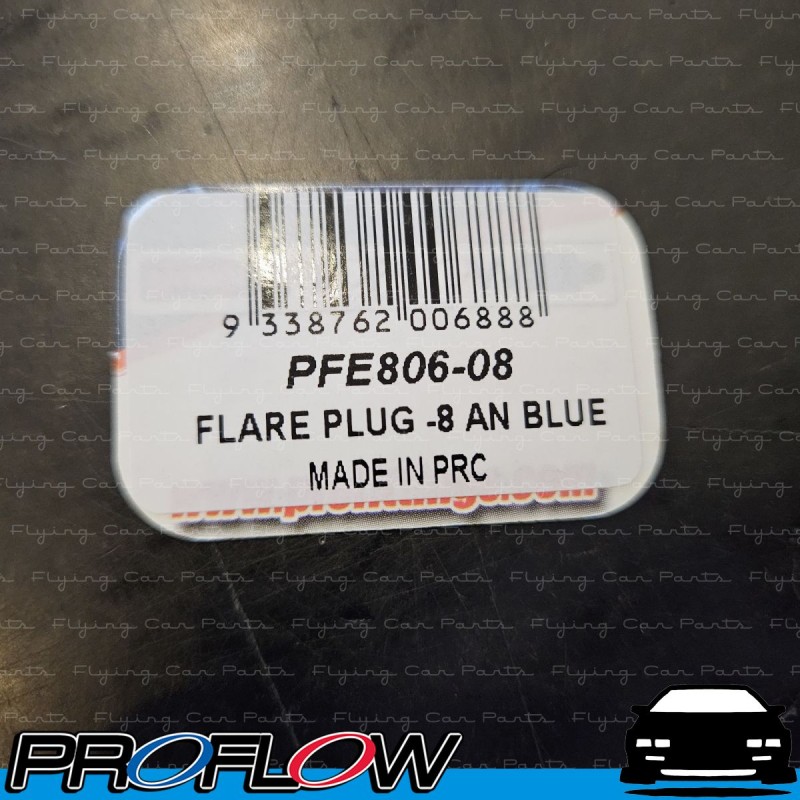 Flying Car Parts
9 338762 006888
PFE806-08
FLARE PLUG -8 AN BLUE
MADE IN PRC
PROFLOW